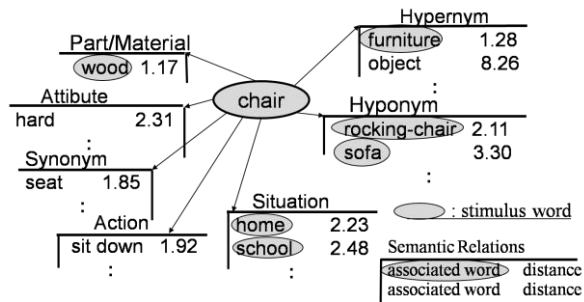 Hypernym
furniture 1.28
object 8.26
Part/Material
wood 1.17
chair
Attibute
hard 2.31
:
Hyponym
rocking-chair 2.11
sofa 3.30
:
Synonym
seat 1.85
:
Action
sit down 1.92
:
Situation
home 2.23
school 2.48
:
: stimulus word
Semantic Relations
associated word distance
associated word distance